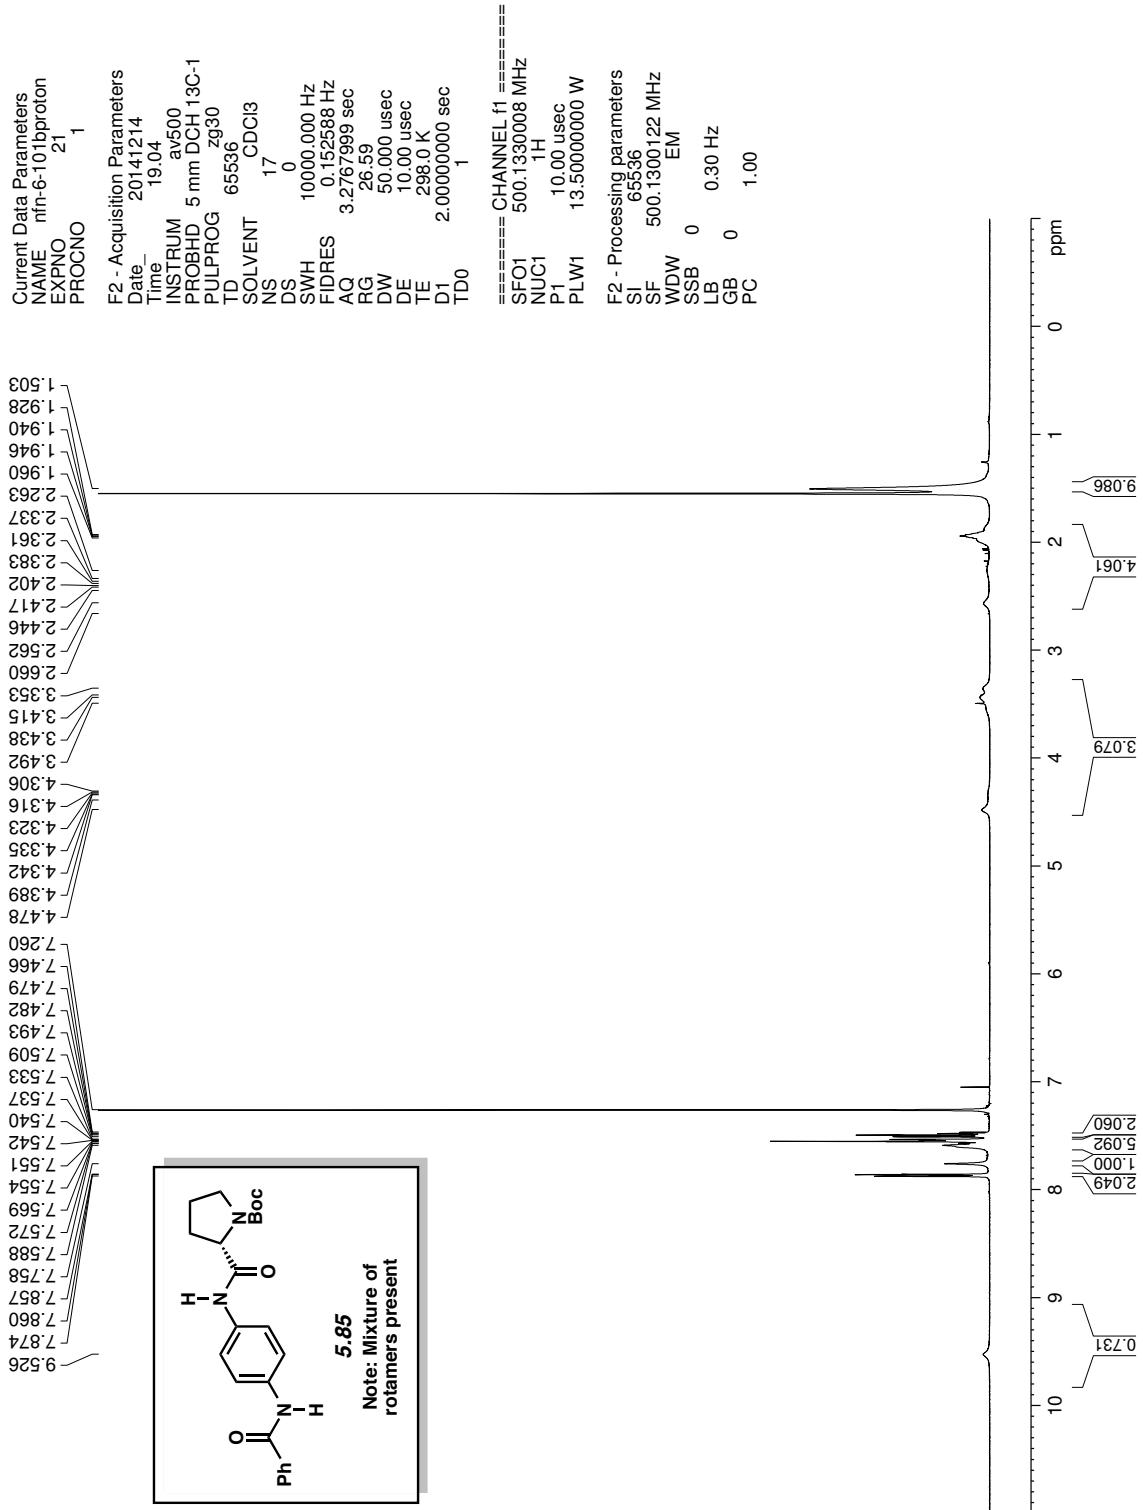 Current Data Parameters
NAME nfn-6-101bproton
EXPNO 21
PROCNO 1
F2 - Acquisition Parameters
Date_ 20141214
Time 19.04
INSTRUM av500
PROBHD 5 mm DCH 13C-1
PULPROG zg30
TD 65536
SOLVENT CDCl3
NS 17
DS 0
SWH 10000.000 Hz
FIDRES 0.152588 Hz
AQ 3.2767999 sec
RG 26.59
DW 50.000 usec
DE 10.00 usec
TE 298.0 K
D1 2.00000000 sec
TD0 1
======== CHANNEL f1 ========
SFO1 500.1330008 MHz
NUC1 1H
P1 10.00 usec
PLW1 13.50000000 W
F2 - Processing parameters
SI 65536
SF 500.1300122 MHz
WDW EM
SSB 0
LB 0.30 Hz
GB 0
PC 1.00
9.526
7.874
7.860
7.857
7.758
7.588
7.572
7.569
7.554
7.551
7.542
7.540
7.537
7.533
7.509
7.493
7.482
7.479
7.466
7.260
4.478
4.389
4.342
4.335
4.323
4.316
4.306
3.492
3.438
3.415
3.353
2.660
2.562
2.446
2.417
2.402
2.383
2.361
2.337
2.263
1.960
1.946
1.940
1.928
1.503
Ph
O
N
H
H
N
O
N
Boc
5.85
Note: Mixture of
rotamers present
10 9 8 7 6 5 4 3 2 1 0 ppm
0.731
2.049
1.000
5.092
2.060
3.079
4.061
9.086